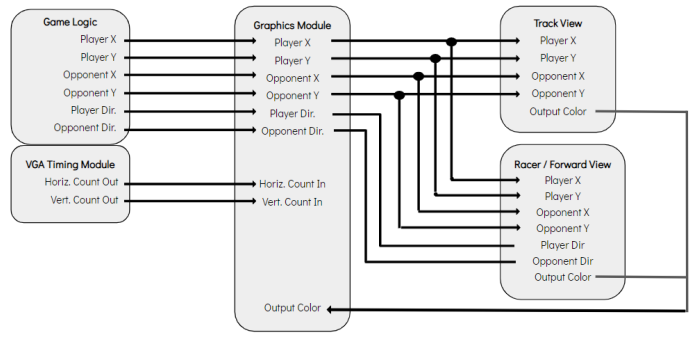 Game Logic
Player X
Player Y
Opponent X
Opponent Y
Player Dir.
Opponent Dir.
VGA Timing Module
Horiz. Count Out
Vert. Count Out
Graphics Module
Player X
Player Y
Opponent X
Opponent Y
Player Dir.
Opponent Dir.
Horiz. Count In
Vert. Count In
Output Color
Track View
Player X
Player Y
Opponent X
Opponent Y
Output Color
Racer / Forward View
Player X
Player Y
Opponent X
Opponent Y
Player Dir
Opponent Dir
Output Color